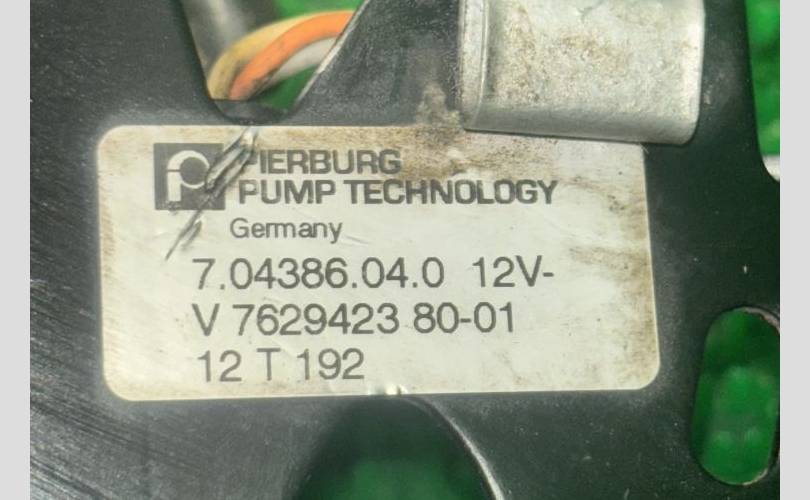 PIERBURG
PUMP TECHNOLOGY
Germany
7.04386.04.0 12V-
V 7629423 80-01
12 T 192